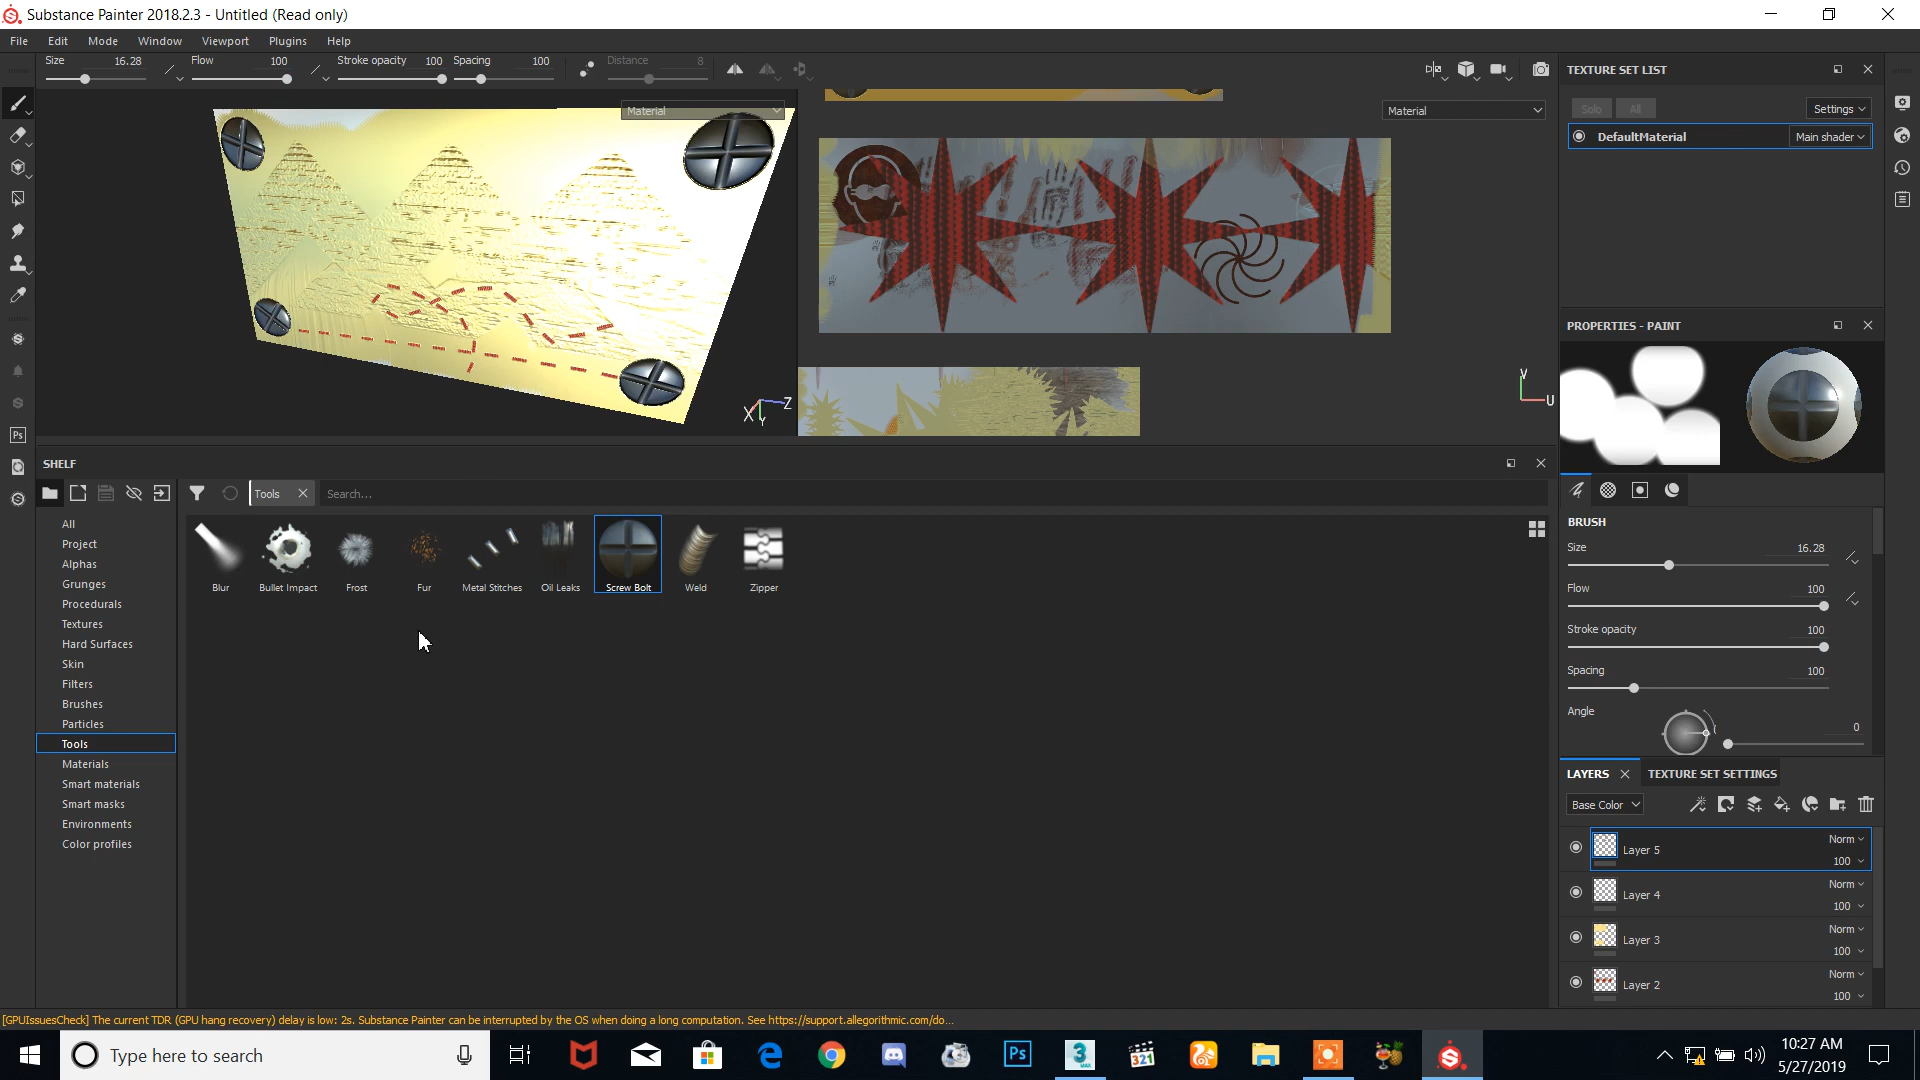 Substance Painter 2018.2.3 - Untitled (Read only)
File Edit Mode Window Viewport Plugins Help
Size 16.28 Flow 100 Stroke opacity 100 Spacing 100 Distance 8
Material
Material
X Y Z
V U
TEXTURE SET LIST
Solo All Settings
DefaultMaterial Main shader
PROPERTIES - PAINT
BRUSH
Size 16.28
Flow 100
Stroke opacity 100
Spacing 100
Angle 0
SHELF
Tools Search...
All
Project
Alphas
Grunges
Procedurals
Textures
Hard Surfaces
Skin
Filters
Brushes
Particles
Tools
Materials
Smart materials
Smart masks
Environments
Color profiles
Blur Bullet Impact Frost Fur Metal Stitches Oil Leaks Screw Bolt Weld Zipper
Ps
LAYERS TEXTURE SET SETTINGS
Base Color
Layer 5 Norm 100
Layer 4 Norm 100
Layer 3 Norm 100
Layer 2 Norm 100
[GPUIssuesCheck] The current TDR (GPU hang recovery) delay is low: 2s. Substance Painter can be interrupted by the OS when doing a long computation. See https://support.allegorithmic.com/do...
Type here to search
Ps
3
MAX
321
10:27 AM
5/27/2019